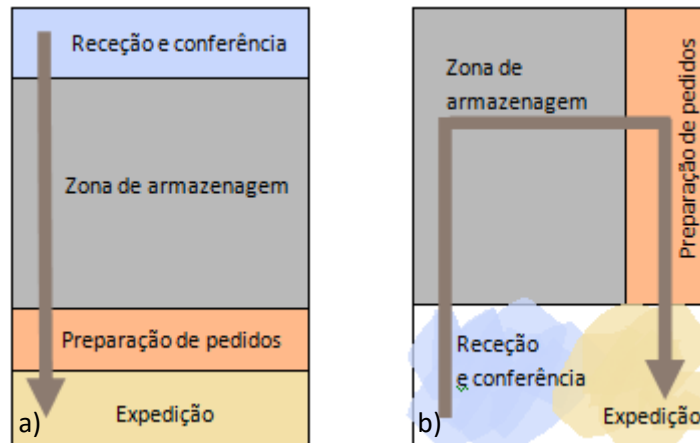 Receção e conferência
Zona de armazenagem
Preparação de pedidos
Expedição
a)
Zona de
armazenagem
Preparação de pedidos
Receção
e conferência
Expedição
b)